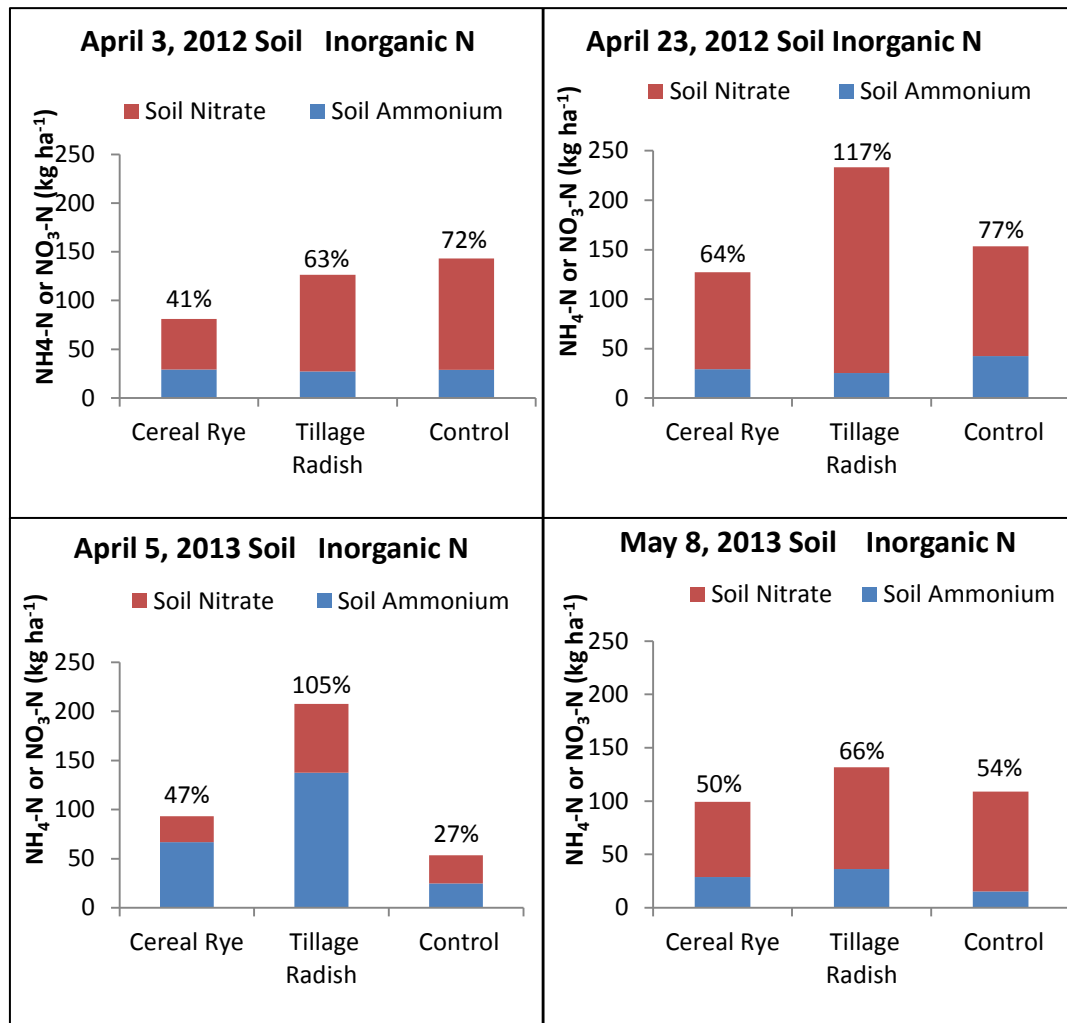 April 3, 2012 Soil Inorganic N
Soil Nitrate Soil Ammonium
NH4-N or NO₃-N (kg ha⁻¹)
250
200
150
100
50
0
41%
63%
72%
Cereal Rye
Tillage
Radish
Control
April 23, 2012 Soil Inorganic N
Soil Nitrate Soil Ammonium
NH₄-N or NO₃-N (kg ha⁻¹)
250
200
150
100
50
0
64%
117%
77%
Cereal Rye
Tillage
Radish
Control
April 5, 2013 Soil Inorganic N
Soil Nitrate Soil Ammonium
NH₄-N or NO₃-N (kg ha⁻¹)
250
200
150
100
50
0
47%
105%
27%
Cereal Rye
Tillage
Radish
Control
May 8, 2013 Soil Inorganic N
Soil Nitrate Soil Ammonium
NH₄-N or NO₃-N (kg ha⁻¹)
250
200
150
100
50
0
50%
66%
54%
Cereal Rye
Tillage
Radish
Control